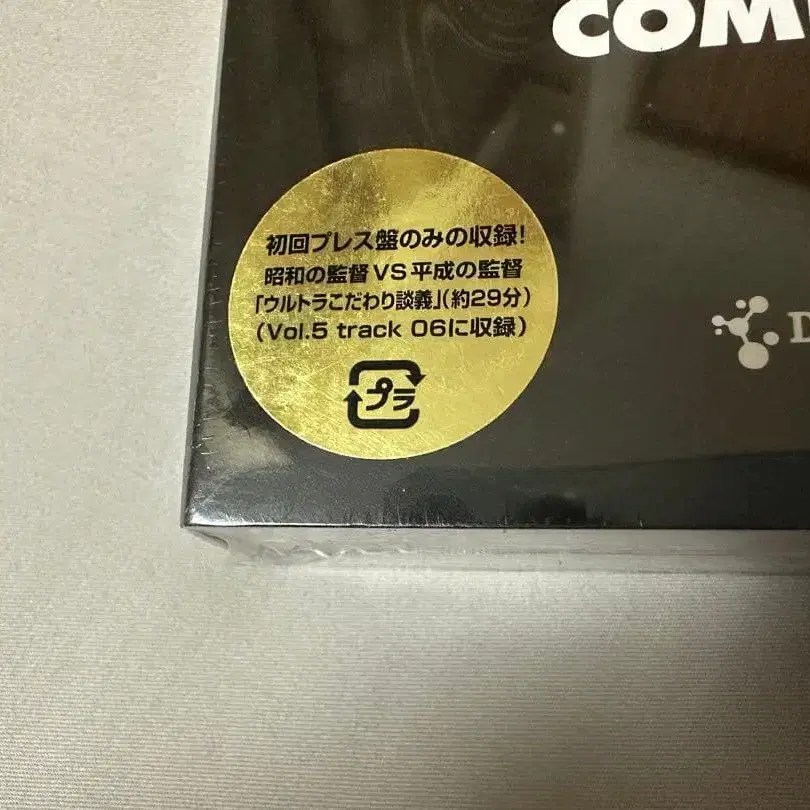 COM
初回プレス盤のみの収録!
昭和の監督VS平成の監督
「ウルトラこだわり談義」(約29分)
(Vol.5 track 06に収録)
プラ
D